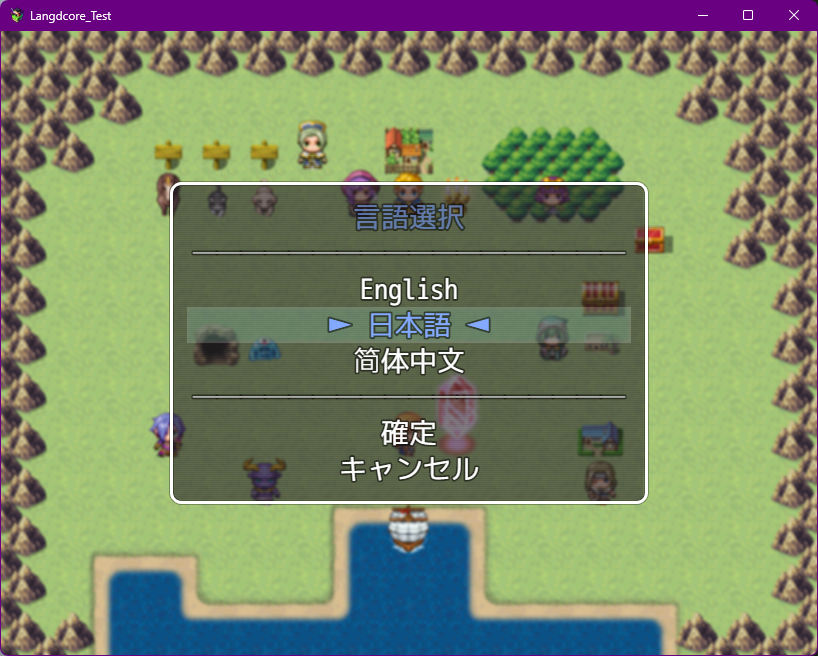 Langdcore_Test
言語選択
English
► 日本語 ◄
简体中文
確定
キャンセル